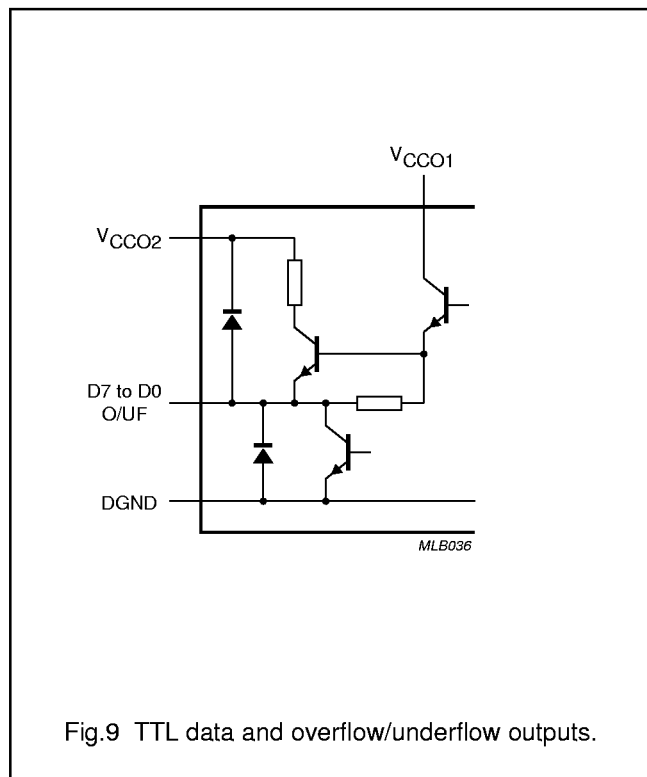 VCCO1
VCCO2
D7 to D0
O/UF
DGND
MLB036
Fig.9 TTL data and overflow/underflow outputs.